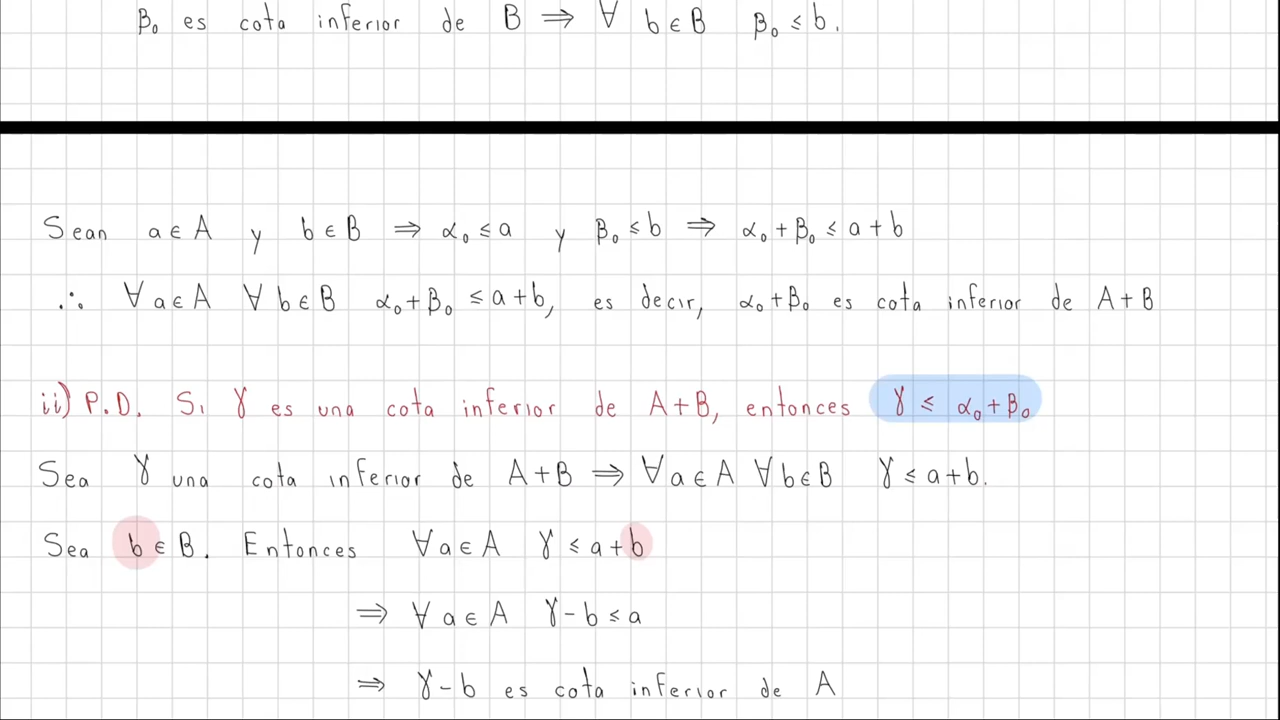 β₀ es cota inferior de B ⇒ ∀ b ∈ B β₀ ≤ b.
Sean a ∈ A y b ∈ B ⇒ α₀ ≤ a y β₀ ≤ b ⇒ α₀ + β₀ ≤ a + b
∴ ∀ a ∈ A ∀ b ∈ B α₀ + β₀ ≤ a + b, es decir, α₀ + β₀ es cota inferior de A + B
ii) P.D. Si γ es una cota inferior de A + B, entonces γ ≤ α₀ + β₀
Sea γ una cota inferior de A + B ⇒ ∀ a ∈ A ∀ b ∈ B γ ≤ a + b.
Sea b ∈ B. Entonces ∀ a ∈ A γ ≤ a + b
⇒ ∀ a ∈ A γ - b ≤ a
⇒ γ - b es cota inferior de A